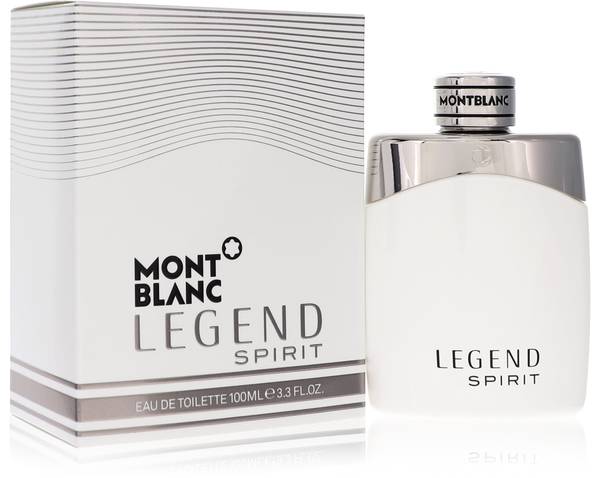 MONT
BLANC
LEGEND
SPIRIT
EAU DE TOILETTE 100ML ℮ 3.3 FL.OZ.
MONTBLANC
LEGEND
SPIRIT